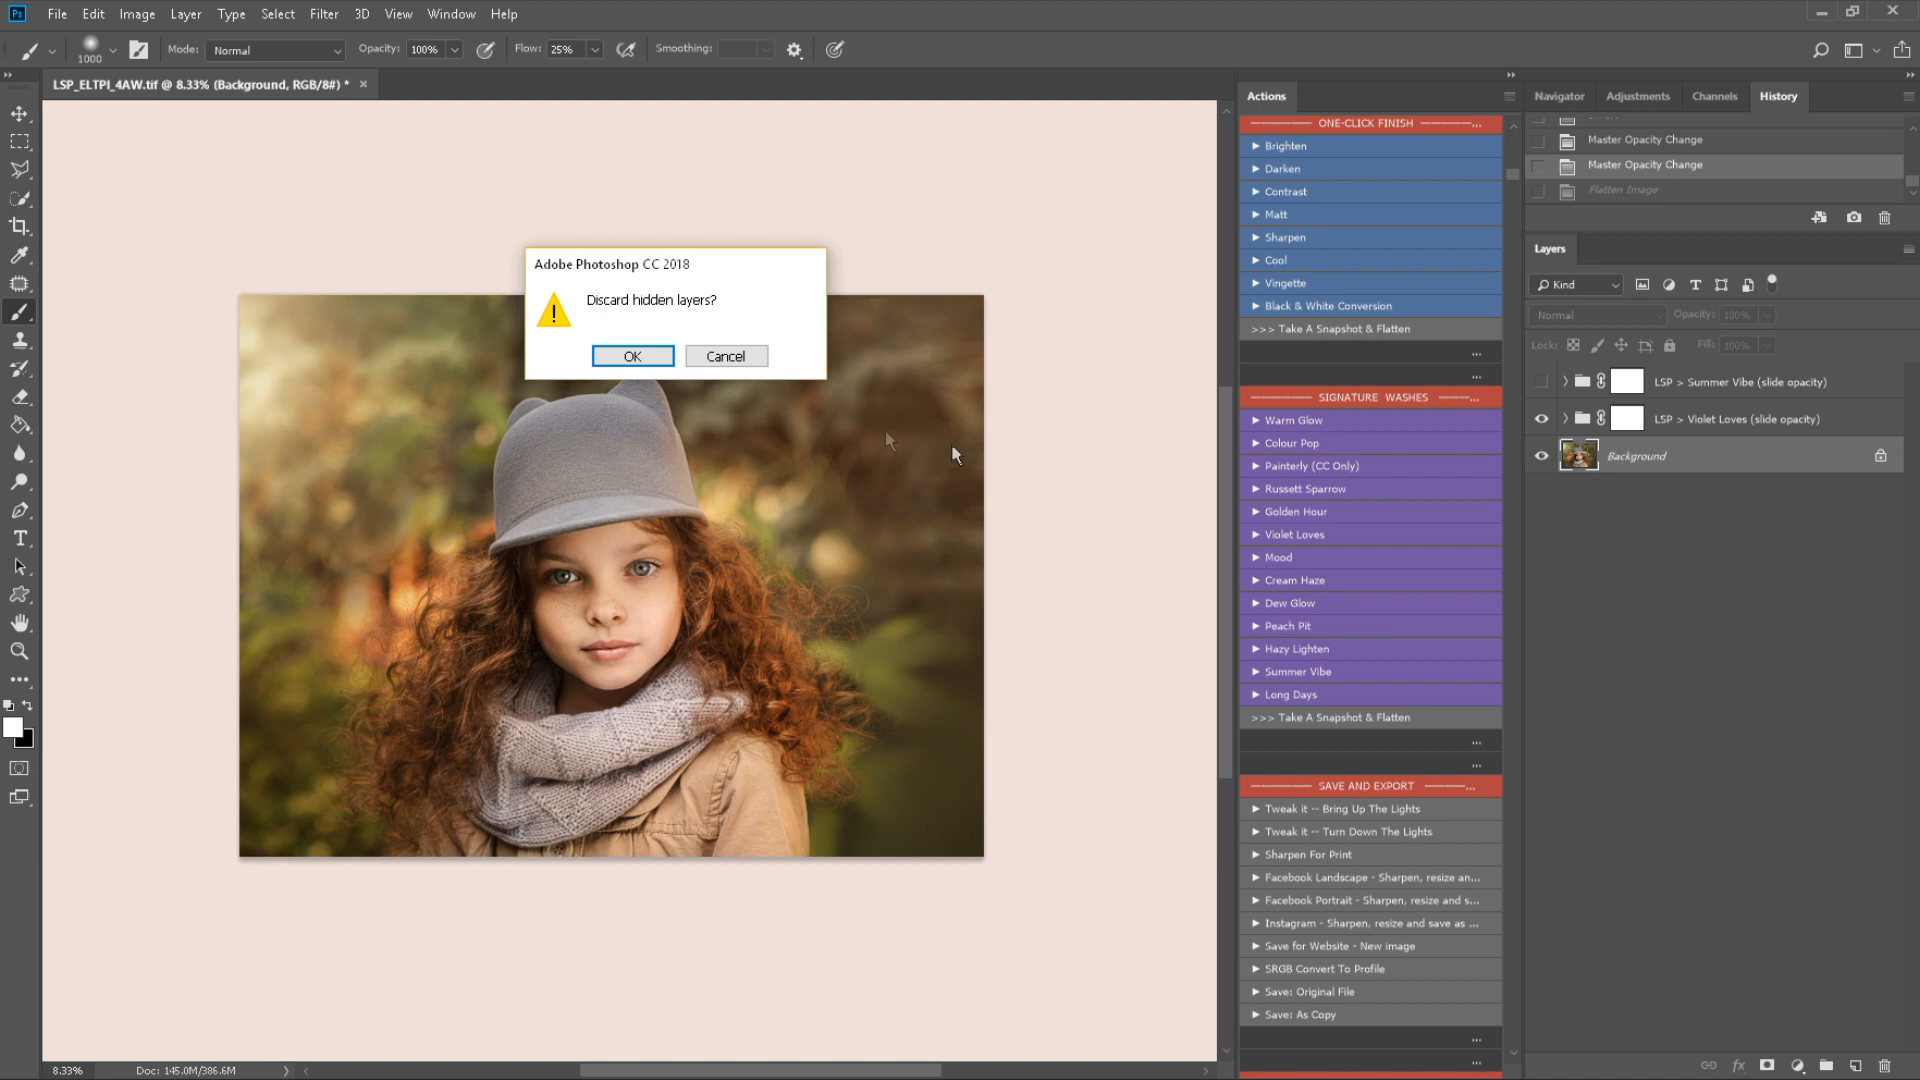 Ps File Edit Image Layer Type Select Filter 3D View Window Help
1000 Mode: Normal Opacity: 100% Flow: 25% Smoothing:
LSP_ELTPI_4AW.tif @ 8.33% (Background, RGB/8#) * ×
Adobe Photoshop CC 2018
Discard hidden layers?
OK Cancel
8.33% Doc: 145.0M/386.6M
Actions
ONE-CLICK FINISH ...
Brighten
Darken
Contrast
Matt
Sharpen
Cool
Vingette
Black & White Conversion
>>> Take A Snapshot & Flatten
...
...
SIGNATURE WASHES ...
Warm Glow
Colour Pop
Painterly (CC Only)
Russett Sparrow
Golden Hour
Violet Loves
Mood
Cream Haze
Dew Glow
Peach Pit
Hazy Lighten
Summer Vibe
Long Days
>>> Take A Snapshot & Flatten
...
...
SAVE AND EXPORT ...
Tweak it -- Bring Up The Lights
Tweak it -- Turn Down The Lights
Sharpen For Print
Facebook Landscape - Sharpen, resize an...
Facebook Portrait - Sharpen, resize and s...
Instagram - Sharpen, resize and save as ...
Save for Website - New image
SRGB Convert To Profile
Save: Original File
Save: As Copy
...
...
Navigator Adjustments Channels History
Master Opacity Change
Master Opacity Change
Flatten Image
Layers
Kind
Normal Opacity: 100%
Lock: Fill: 100%
LSP > Summer Vibe (slide opacity)
LSP > Violet Loves (slide opacity)
Background
fx